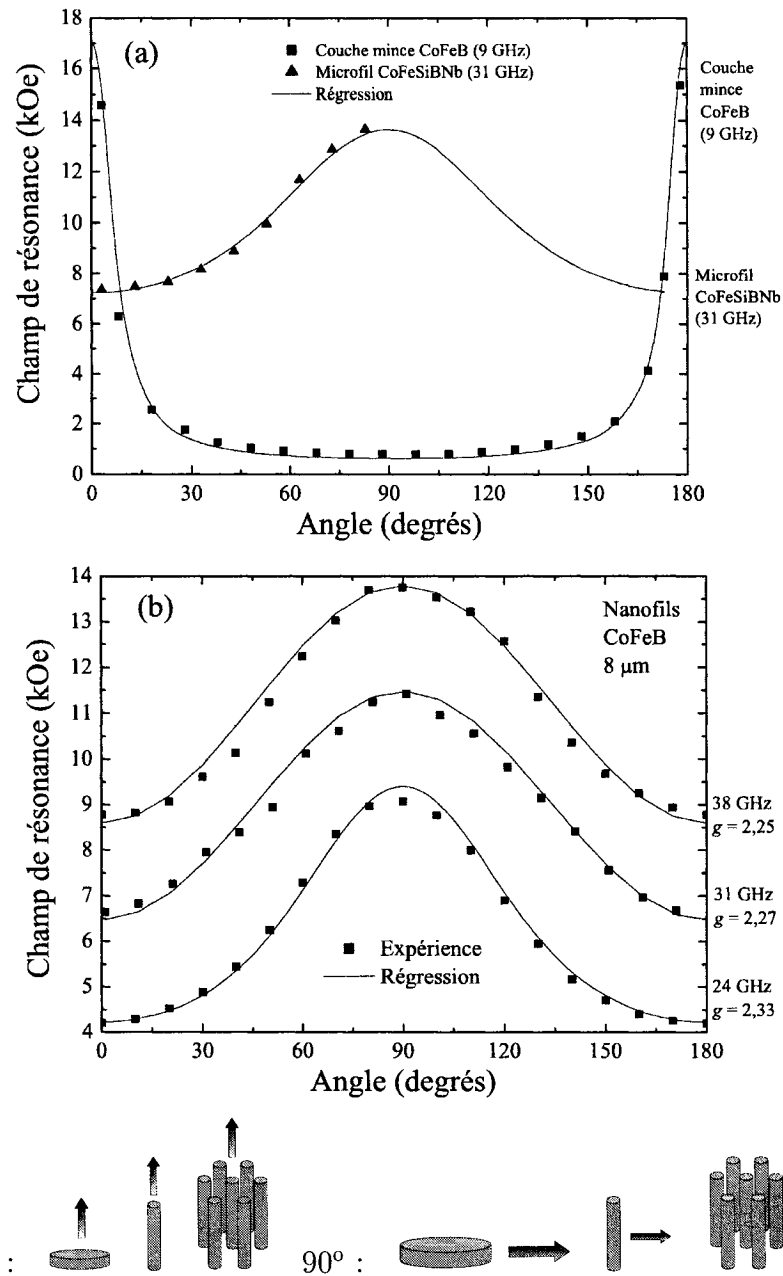 (a)
■ Couche mince CoFeB (9 GHz)
▲ Microfil CoFeSiBNb (31 GHz)
Régression
Champ de résonance (kOe)
18
16
14
12
10
8
6
4
2
0
0 30 60 90 120 150 180
Angle (degrés)
Couche
mince
CoFeB
(9 GHz)
Microfil
CoFeSiBNb
(31 GHz)
(b)
Nanofils
CoFeB
8 µm
Champ de résonance (kOe)
14
13
12
11
10
9
8
7
6
5
4
0 30 60 90 120 150 180
Angle (degrés)
■ Expérience
Régression
38 GHz
g = 2,25
31 GHz
g = 2,27
24 GHz
g = 2,33
:
90° :